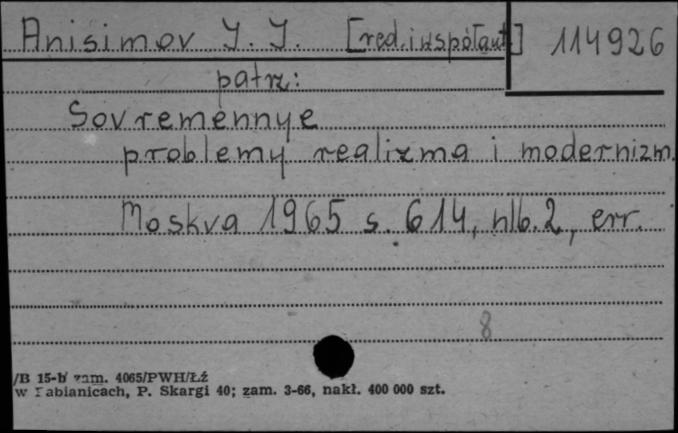 Anisimov I. I. [red. i współaut.] 114926
patrz:
Sovremennye
problemy realizma i modernizm.
Moskva 1965 s. 614, nlb. 2, err.
8
/B 15-b zam. 4065/PWH/Łź
w Pabianicach, P. Skargi 40; zam. 3-66, nakł. 400 000 szt.